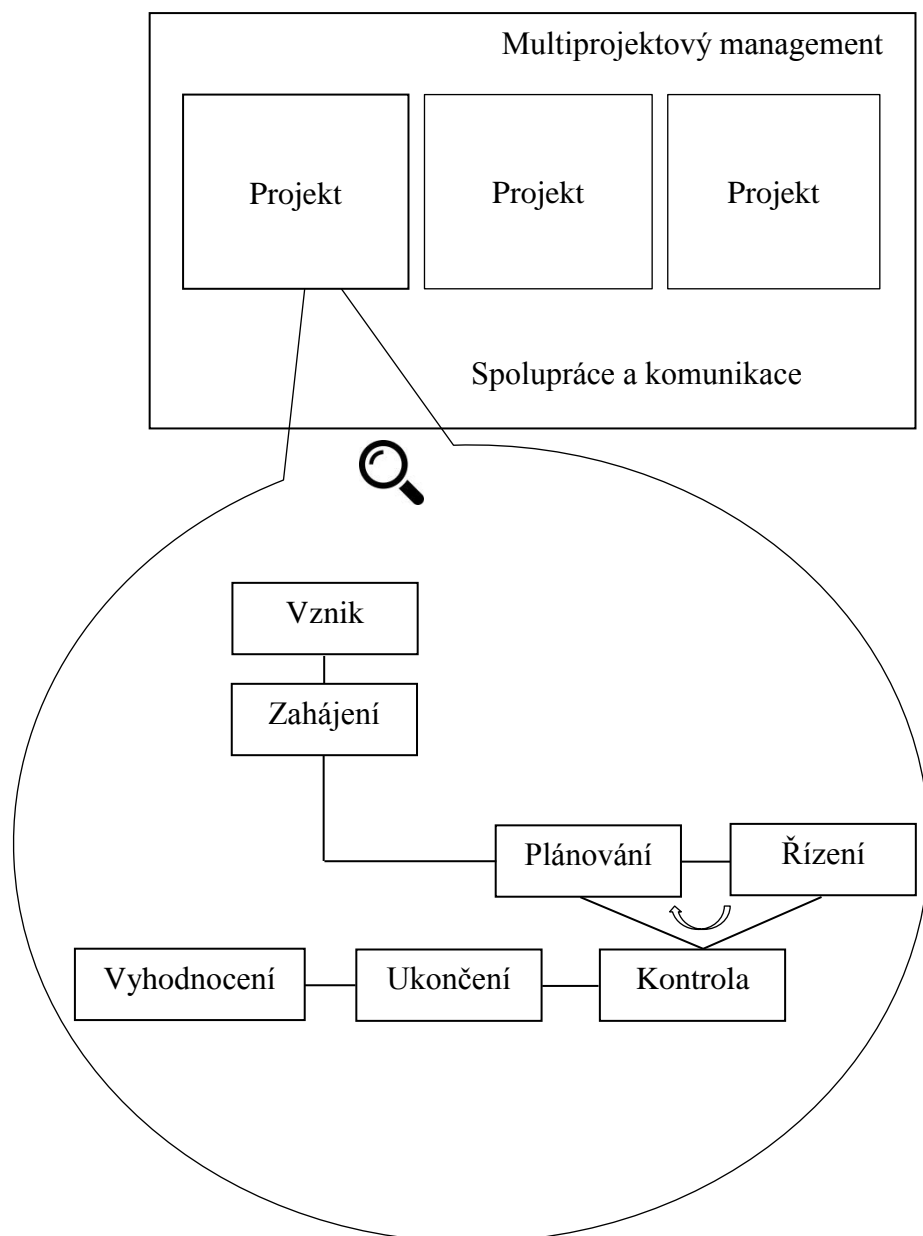 Multiprojektový management
Projekt
Projekt
Projekt
Spolupráce a komunikace
Vznik
Zahájení
Plánování
Řízení
Vyhodnocení
Ukončení
Kontrola